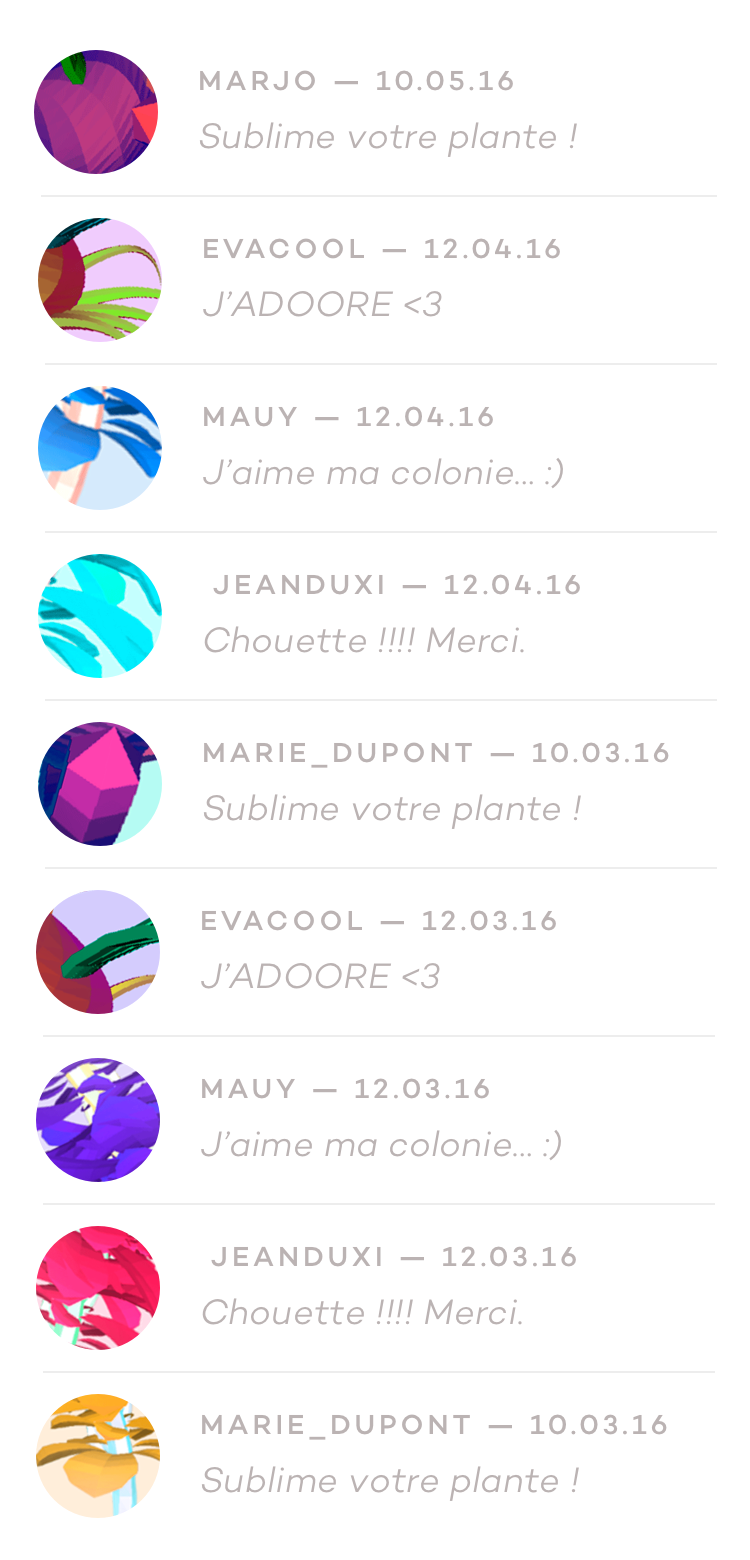 MARJO — 10.05.16
Sublime votre plante !
EVACOOL — 12.04.16
J’ADOORE <3
MAUY — 12.04.16
J’aime ma colonie... :)
JEANDUXI — 12.04.16
Chouette !!!! Merci.
MARIE_DUPONT — 10.03.16
Sublime votre plante !
EVACOOL — 12.03.16
J’ADOORE <3
MAUY — 12.03.16
J’aime ma colonie... :)
JEANDUXI — 12.03.16
Chouette !!!! Merci.
MARIE_DUPONT — 10.03.16
Sublime votre plante !